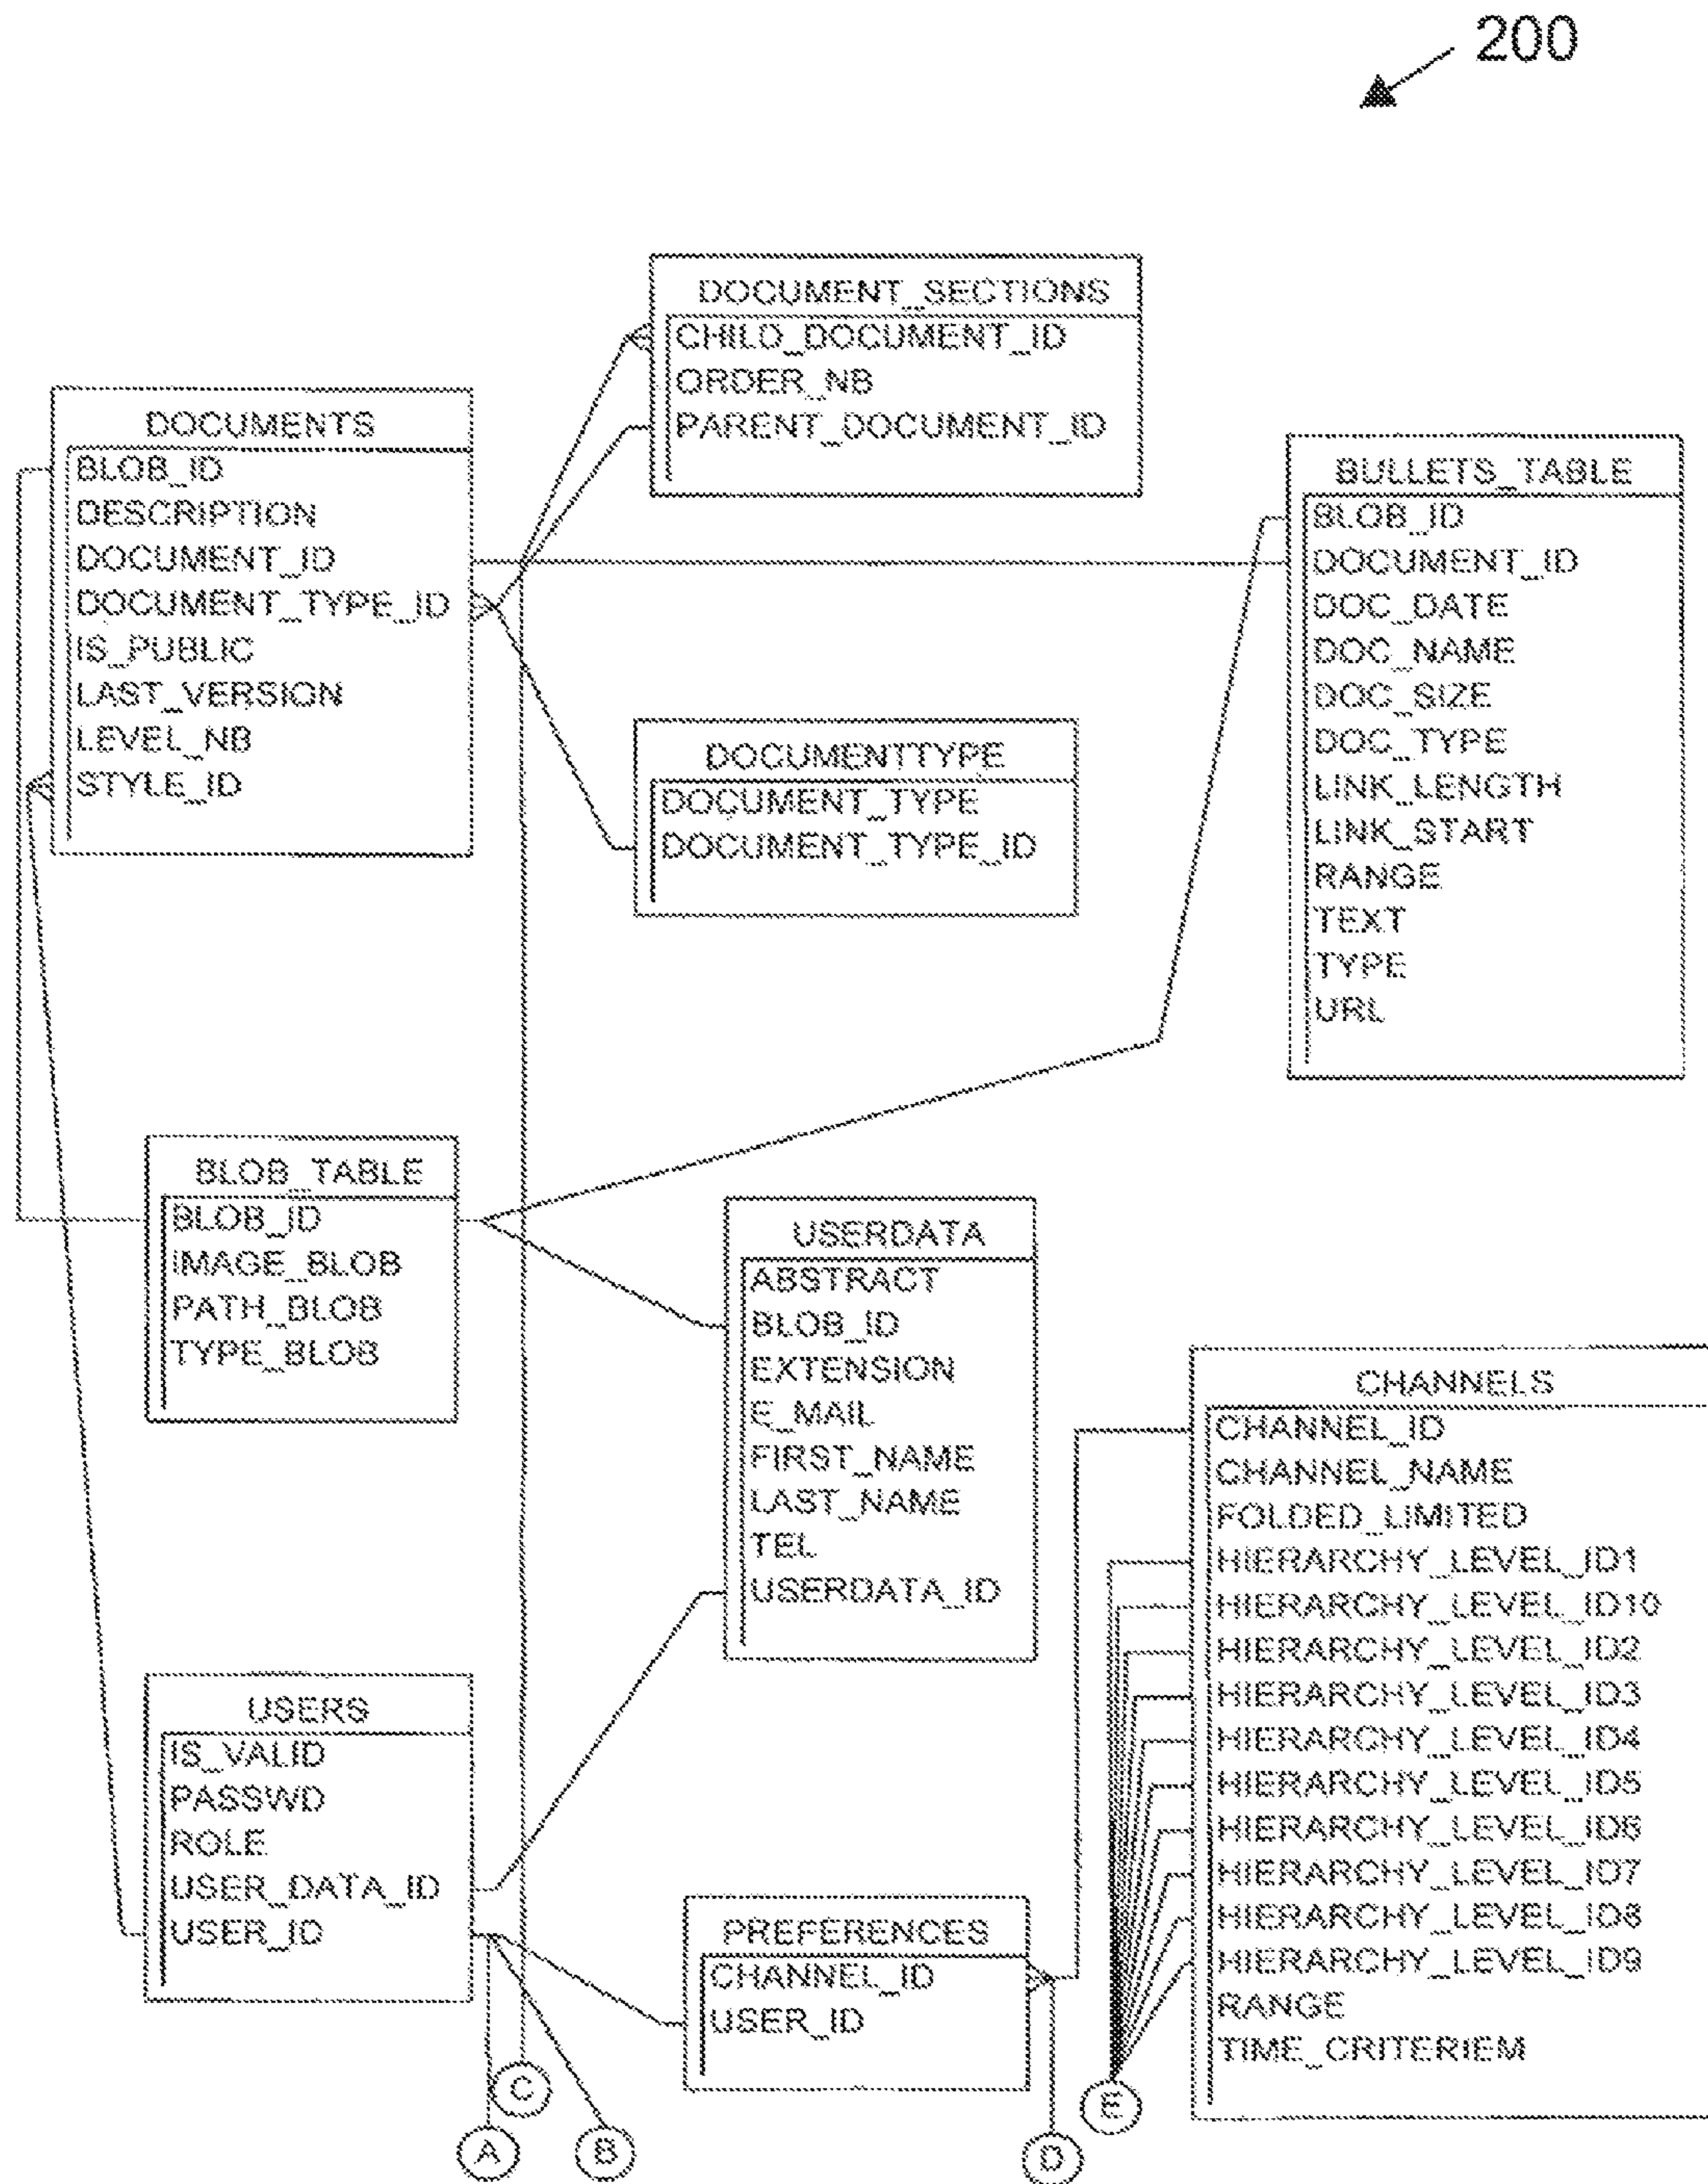 200
DOCUMENT_SECTIONS
CHILD_DOCUMENT_ID
ORDER_NB
PARENT_DOCUMENT_ID
DOCUMENTS
BLOB_ID
DESCRIPTION
DOCUMENT_ID
DOCUMENT_TYPE_ID
IS_PUBLIC
LAST_VERSION
LEVEL_NB
STYLE_ID
BULLETS_TABLE
BLOB_ID
DOCUMENT_ID
DOC_DATE
DOC_NAME
DOC_SIZE
DOC_TYPE
LINK_LENGTH
LINK_START
RANGE
TEXT
TYPE
URL
DOCUMENTTYPE
DOCUMENT_TYPE
DOCUMENT_TYPE_ID
BLOB_TABLE
BLOB_ID
IMAGE_BLOB
PATH_BLOB
TYPE_BLOB
USERDATA
ABSTRACT
BLOB_ID
EXTENSION
E_MAIL
FIRST_NAME
LAST_NAME
TEL
USERDATA_ID
CHANNELS
CHANNEL_ID
CHANNEL_NAME
FOLDED_LIMITED
HIERARCHY_LEVEL_ID1
HIERARCHY_LEVEL_ID10
HIERARCHY_LEVEL_ID2
HIERARCHY_LEVEL_ID3
HIERARCHY_LEVEL_ID4
HIERARCHY_LEVEL_ID5
HIERARCHY_LEVEL_ID6
HIERARCHY_LEVEL_ID7
HIERARCHY_LEVEL_ID8
HIERARCHY_LEVEL_ID9
RANGE
TIME_CRITERIEM
USERS
IS_VALID
PASSWD
ROLE
USER_DATA_ID
USER_ID
PREFERENCES
CHANNEL_ID
USER_ID
C
E
A
B
D